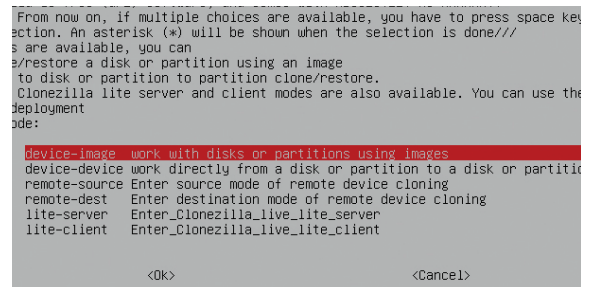 From now on, if multiple choices are available, you have to press space key
ection. An asterisk (*) will be shown when the selection is done///
s are available, you can
e/restore a disk or partition using an image
to disk or partition to partition clone/restore.
Clonezilla lite server and client modes are also available. You can use the
deployment
ode:
device-image work with disks or partitions using images
device-device work directly from a disk or partition to a disk or partitio
remote-source Enter source mode of remote device cloning
remote-dest Enter destination mode of remote device cloning
lite-server Enter_Clonezilla_live_lite_server
lite-client Enter_Clonezilla_live_lite_client
<Ok> <Cancel>